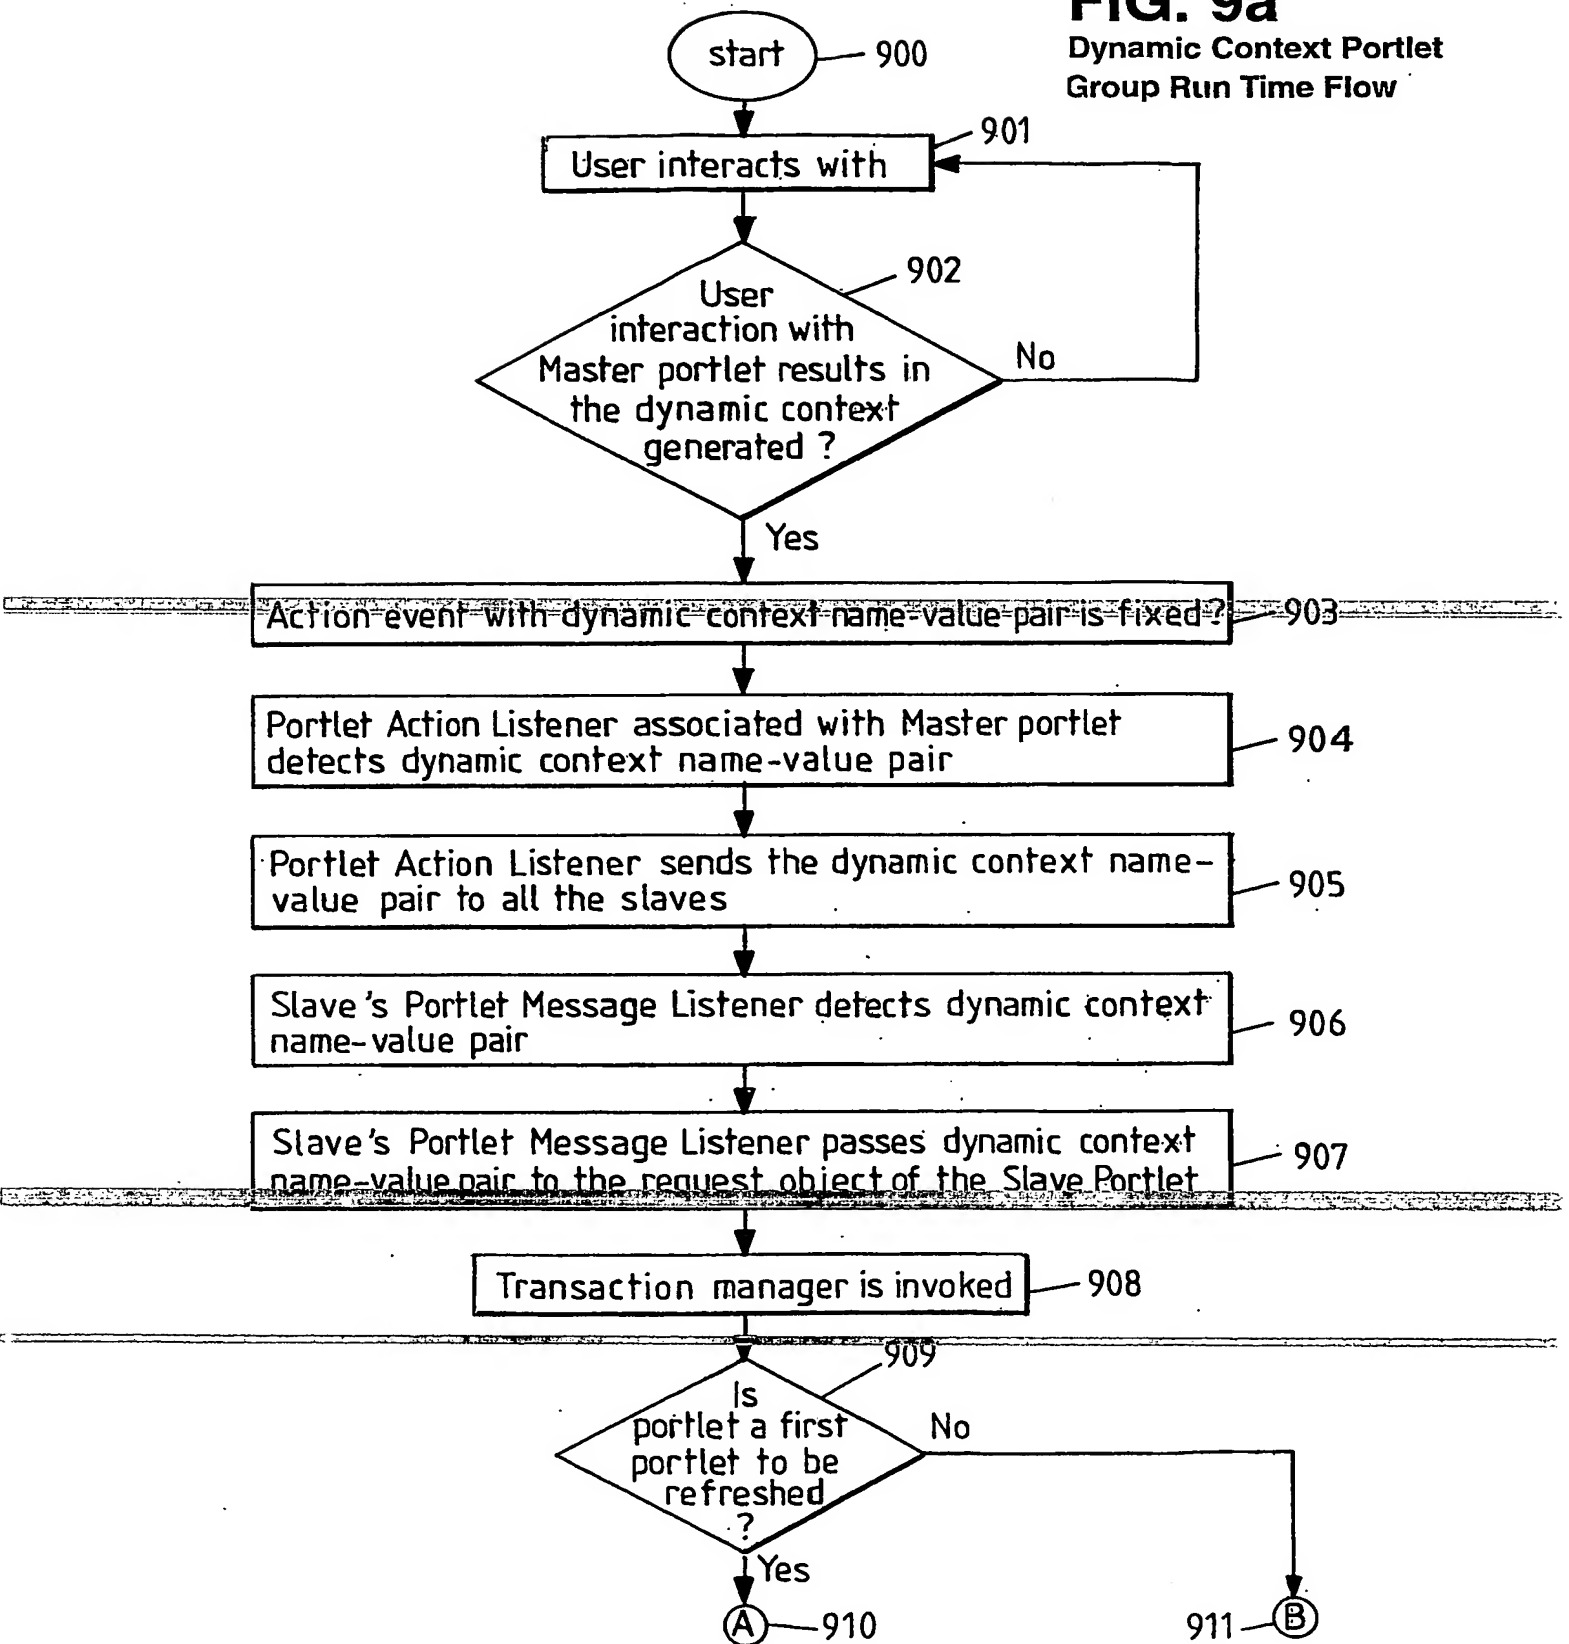 FIG. 9a
Dynamic Context Portlet
Group Run Time Flow
start
900
901
User interacts with
902
User
interaction with
Master portlet results in
the dynamic context
generated ?
No
Yes
Action event with dynamic context name-value pair is fixed?
903
Portlet Action Listener associated with Master portlet
detects dynamic context name-value pair
904
Portlet Action Listener sends the dynamic context name-
value pair to all the slaves
905
Slave's Portlet Message Listener detects dynamic context
name-value pair
906
Slave's Portlet Message Listener passes dynamic context
name-value pair to the request object of the Slave Portlet
907
Transaction manager is invoked
908
909
Is
portlet a first
portlet to be
refreshed
?
No
Yes
A
910
911
B